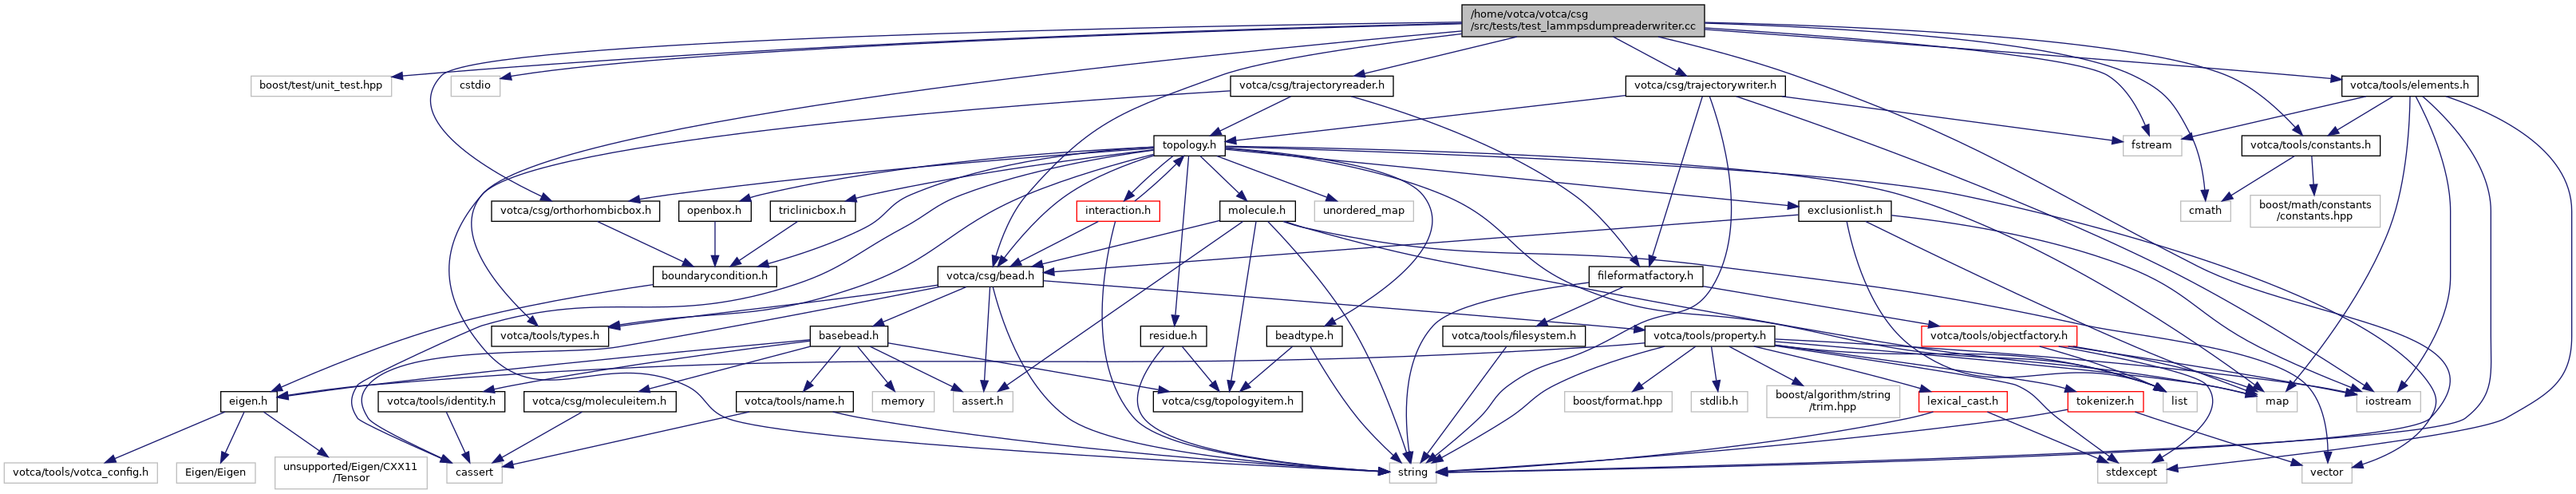 /home/votca/votca/csg
/src/tests/test_lammpsdumpreaderwriter.cc
boost/test/unit_test.hpp
cstdio
votca/csg/trajectoryreader.h
votca/csg/trajectorywriter.h
votca/tools/elements.h
topology.h
fstream
votca/tools/constants.h
votca/csg/orthorhombicbox.h
openbox.h
triclinicbox.h
interaction.h
molecule.h
unordered_map
exclusionlist.h
cmath
boost/math/constants
/constants.hpp
boundarycondition.h
votca/csg/bead.h
fileformatfactory.h
votca/tools/types.h
basebead.h
residue.h
beadtype.h
votca/tools/filesystem.h
votca/tools/property.h
votca/tools/objectfactory.h
eigen.h
votca/tools/identity.h
votca/csg/moleculeitem.h
votca/tools/name.h
memory
assert.h
votca/csg/topologyitem.h
boost/format.hpp
stdlib.h
boost/algorithm/string
/trim.hpp
lexical_cast.h
tokenizer.h
list
map
iostream
votca/tools/votca_config.h
Eigen/Eigen
unsupported/Eigen/CXX11
/Tensor
cassert
string
stdexcept
vector